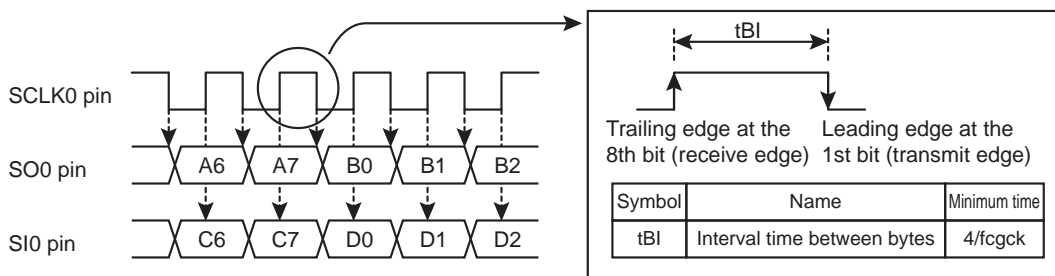 SCLK0 pin
SO0 pin
A6 A7 B0 B1 B2
SI0 pin
C6 C7 D0 D1 D2
tBI
Trailing edge at the
8th bit (receive edge)
Leading edge at the
1st bit (transmit edge)
Symbol Name Minimum time
tBI Interval time between bytes 4/fcgck